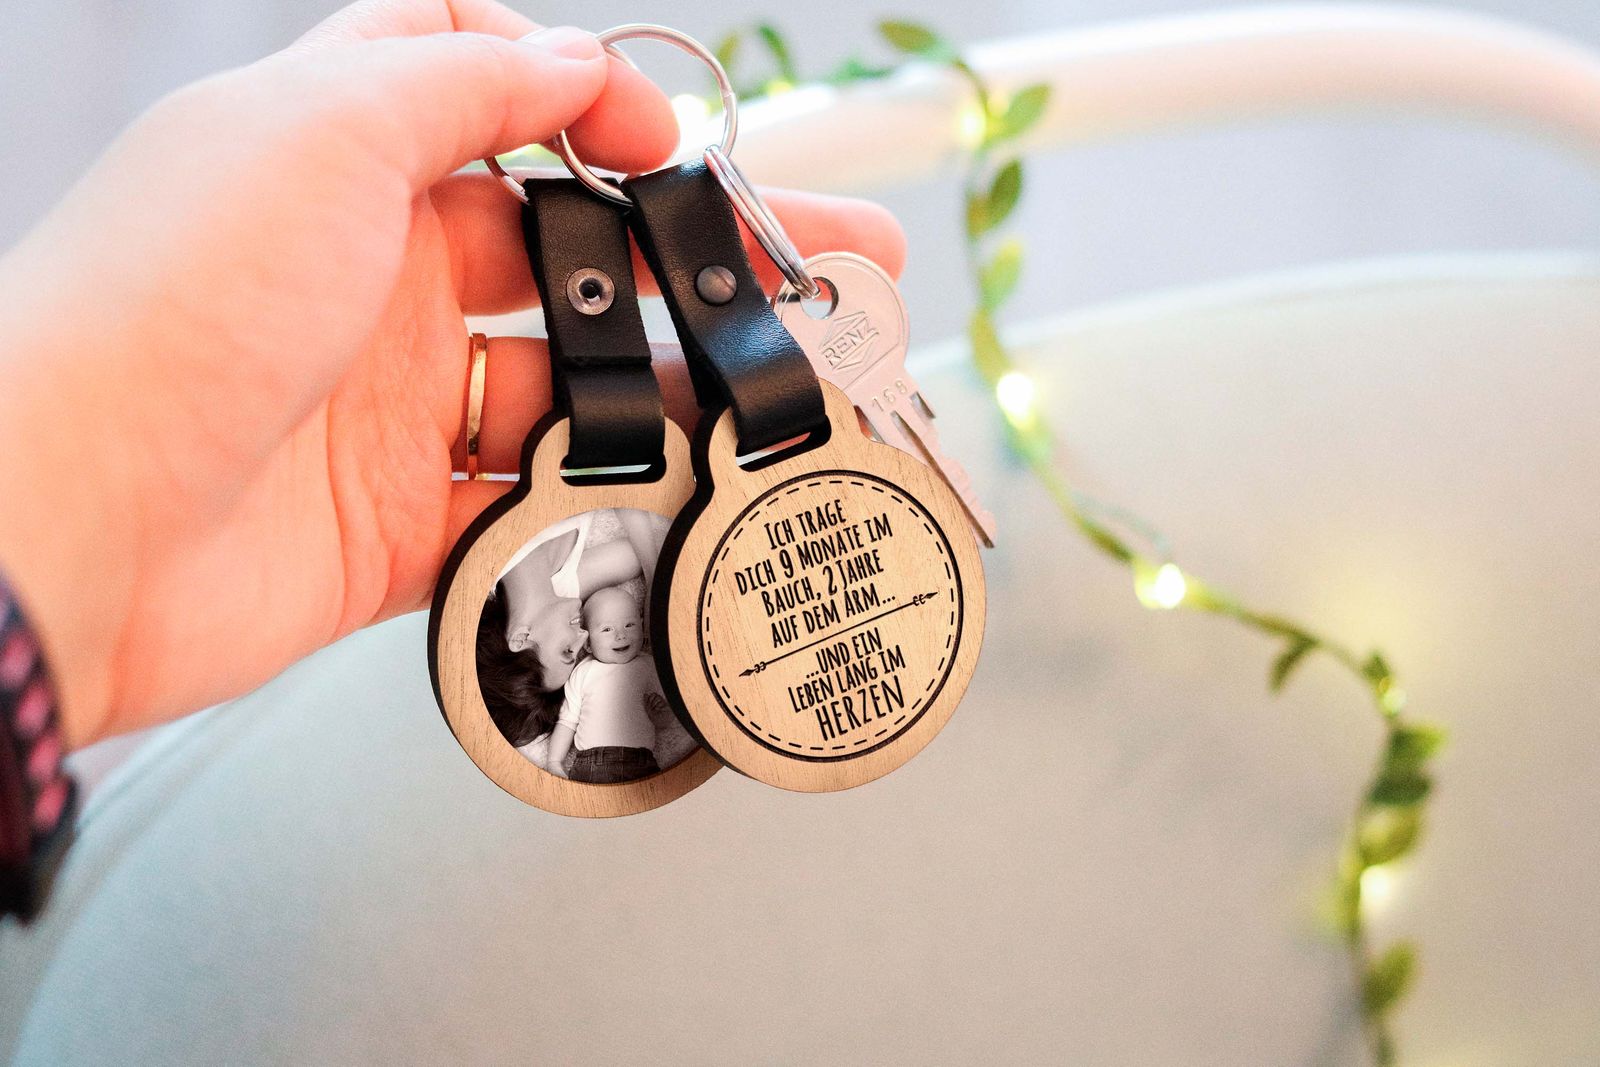 RENZ
168
Ich trage
dich 9 Monate im
Bauch, 2 Jahre
auf dem Arm...
...und ein
Leben lang im
HERZEN